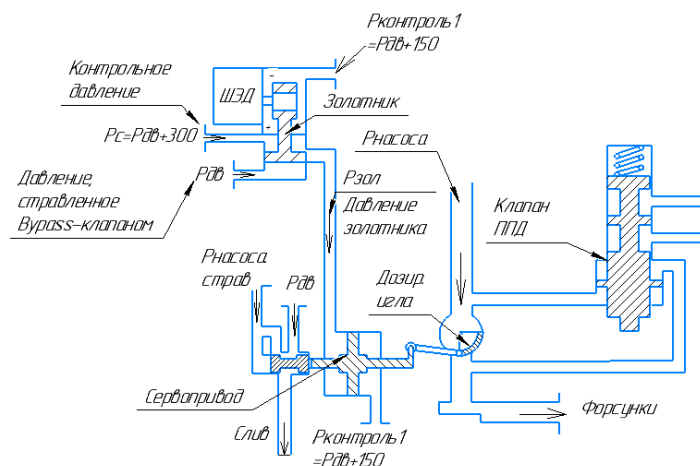 Рконтроль1
=Рдв+150
Контрольное
давление
ШЭД
Золотник
Рс=Рдв+300
Рнасоса
Рдв
Давление,
стравленное
Bypass-клапаном
Рзол
Давление
золотника
Клапан
ППД
Рнасоса
страв
Рдв
Дозир.
игла
Сервопривод
Слив
Рконтроль1
=Рдв+150
Форсунки